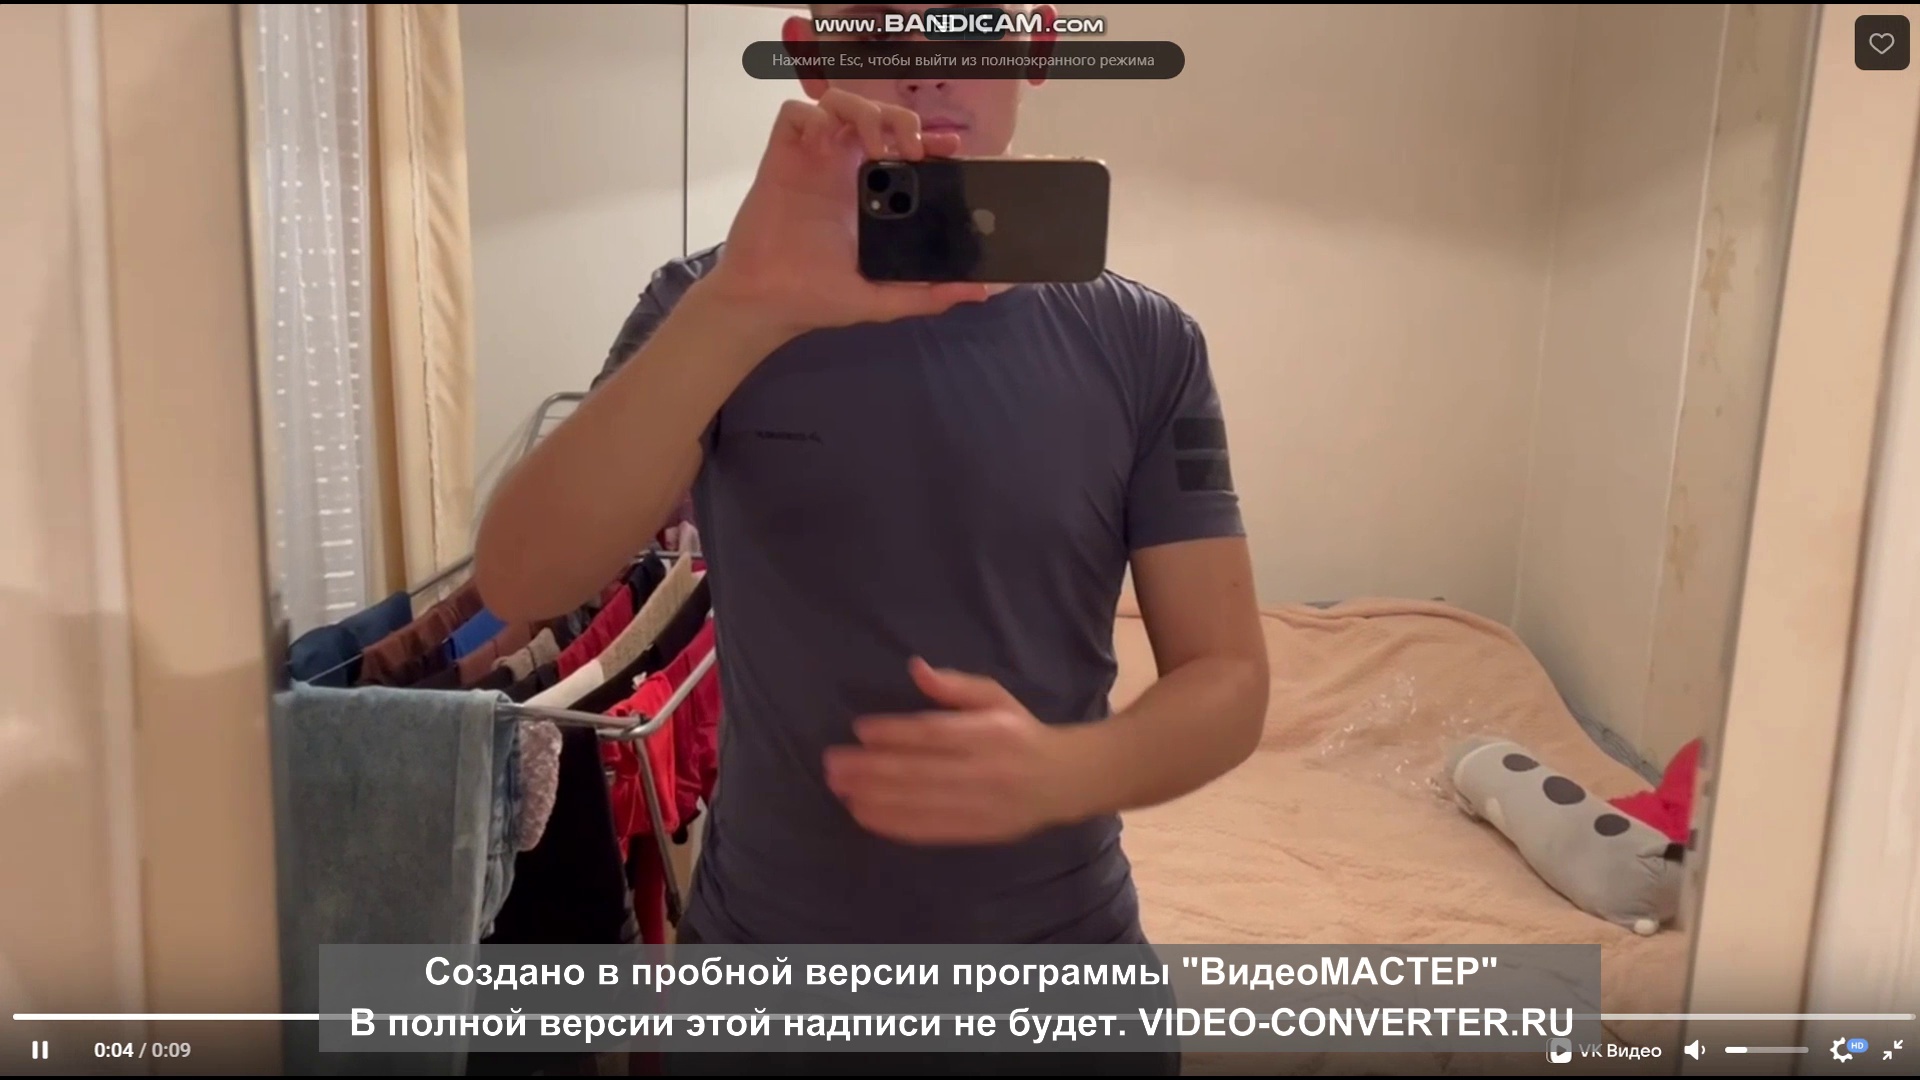 www.BANDICAM.com
Нажмите Esc, чтобы выйти из полноэкранного режима
Создано в пробной версии программы "ВидеоМАСТЕР"
В полной версии этой надписи не будет. VIDEO-CONVERTER.RU
0:04 / 0:09
VK Видео
HD